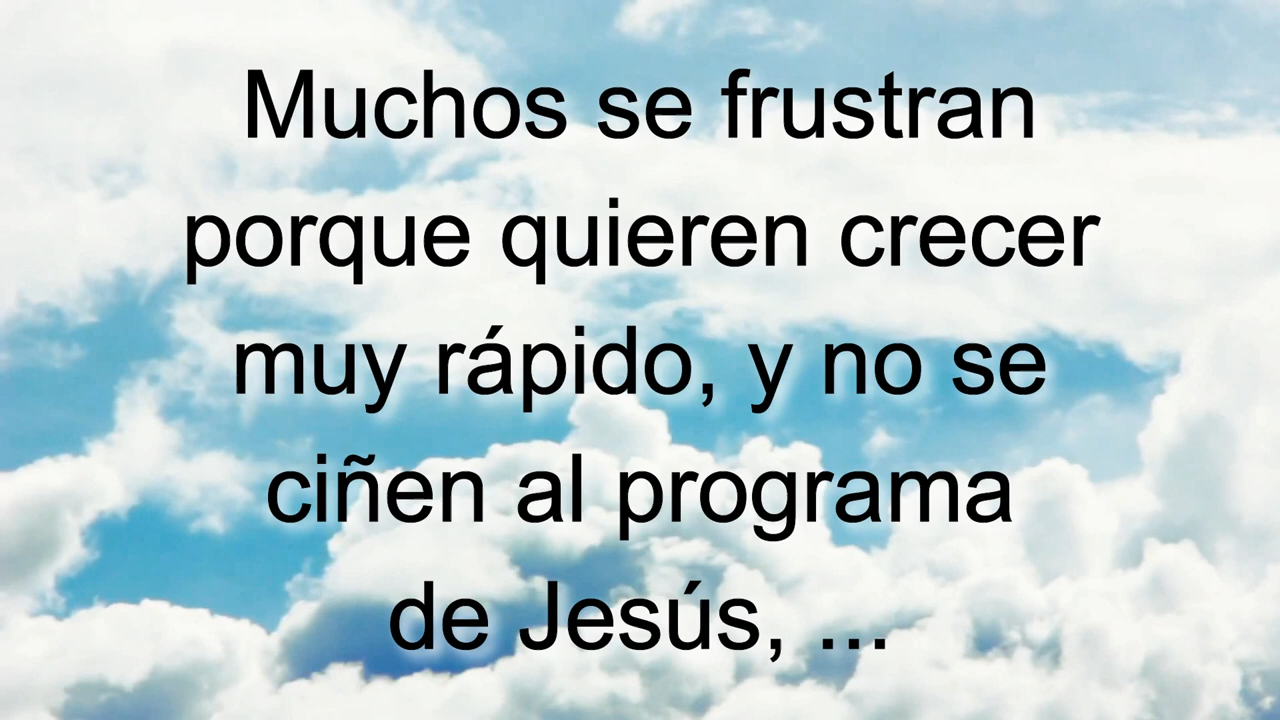 Muchos se frustran
porque quieren crecer
muy rápido, y no se
ciñen al programa
de Jesús, ...